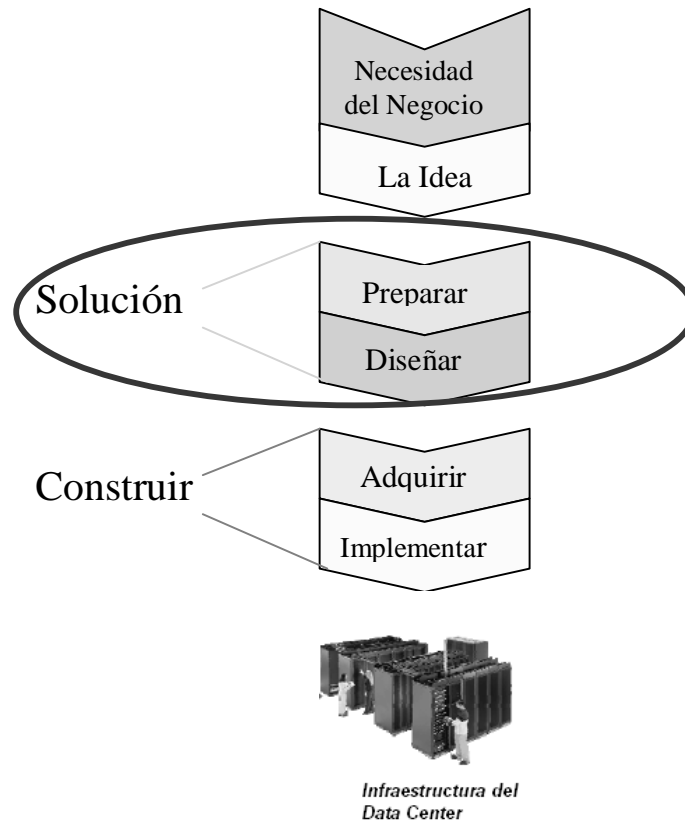 Necesidad
del Negocio
La Idea
Solución
Preparar
Diseñar
Construir
Adquirir
Implementar
Infraestructura del
Data Center